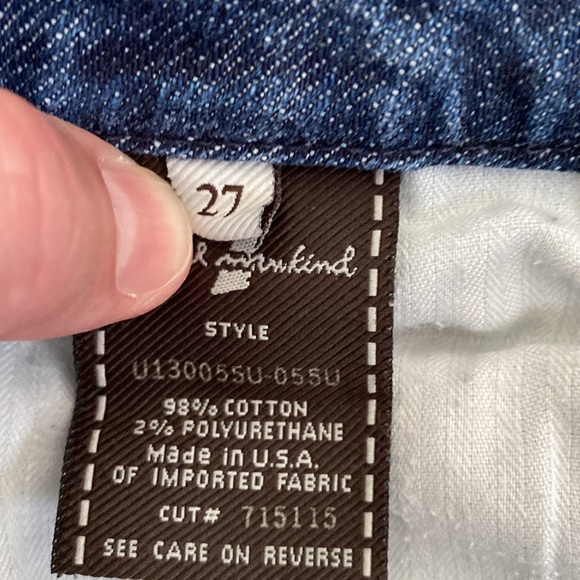 27
mankind
STYLE
U130055U-055U
98% COTTON
2% POLYURETHANE
Made in U.S.A.
OF IMPORTED FABRIC
CUT# 715115
SEE CARE ON REVERSE